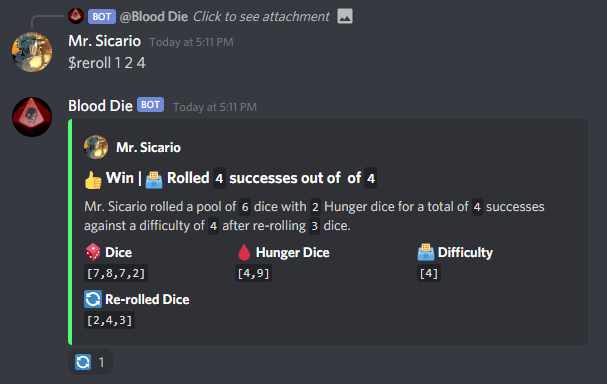 BOT @Blood Die Click to see attachment
Mr. Sicario Today at 5:11 PM
$reroll 1 2 4
Blood Die BOT Today at 5:11 PM
Mr. Sicario
Win | Rolled 4 successes out of of 4
Mr. Sicario rolled a pool of 6 dice with 2 Hunger dice for a total of 4 successes
against a difficulty of 4 after re-rolling 3 dice.
Dice Hunger Dice Difficulty
[7,8,7,2] [4,9] [4]
Re-rolled Dice
[2,4,3]
1